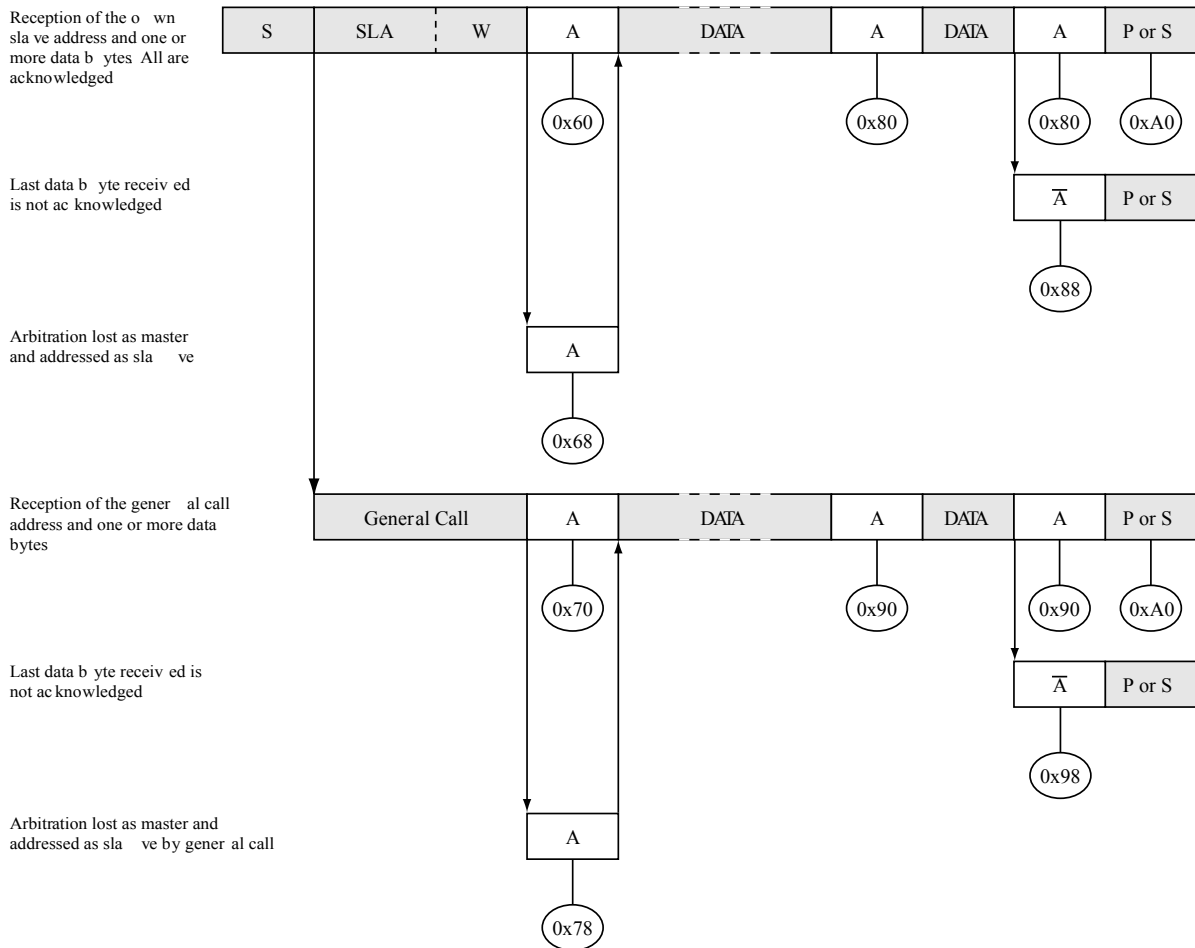 Reception of the o wn
sla ve address and one or
more data b ytes. All are
acknowledged
S SLA W A DATA A DATA A P or S
0x60 0x80 0x80 0xA0
Last data b yte receiv ed
is not ac knowledged
A P or S
0x88
Arbitration lost as master
and addressed as sla ve
A
0x68
Reception of the gener al call
address and one or more data
bytes
General Call A DATA A DATA A P or S
0x70 0x90 0x90 0xA0
Last data b yte receiv ed is
not ac knowledged
A P or S
0x98
Arbitration lost as master and
addressed as sla ve by gener al call
A
0x78